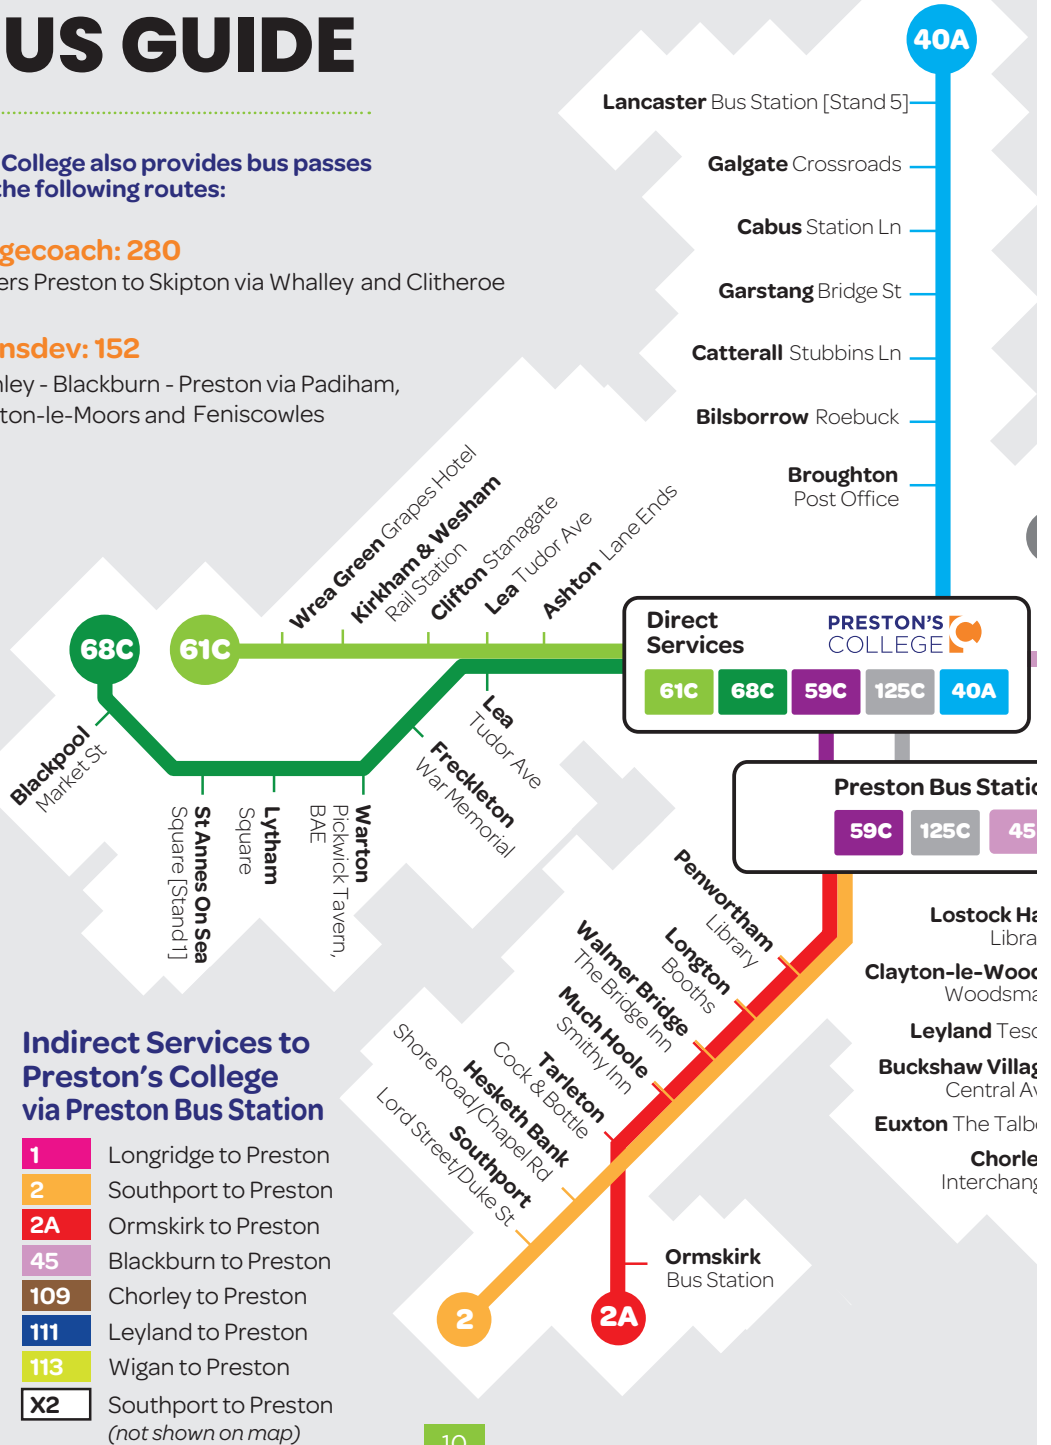 US GUIDE
College also provides bus passes
the following routes:
gecoach: 280
ers Preston to Skipton via Whalley and Clitheroe
nsdev: 152
ley - Blackburn - Preston via Padiham,
ton-le-Moors and Feniscowles
40A
Lancaster Bus Station [Stand 5]
Galgate Crossroads
Cabus Station Ln
Garstang Bridge St
Catterall Stubbins Ln
Bilsborrow Roebuck
Broughton
Post Office
Wrea Green Grapes Hotel
Kirkham & Wesham
Rail Station
Clifton Stanagate
Lea Tudor Ave
Ashton Lane Ends
68C
61C
Direct
Services
PRESTON'S
COLLEGE
61C 68C 59C 125C 40A
Blackpool
Market St
St Annes On Sea
Square [Stand 1]
Lytham
Square
Warton
Pickwick Tavern,
BAE
Freckleton
War Memorial
Lea
Tudor Ave
Preston Bus Statio
59C 125C 45
Penwortham
Library
Longton
Booths
Walmer Bridge
The Bridge Inn
Much Hoole
Smithy Inn
Tarleton
Cock & Bottle
Hesketh Bank
Shore Road/Chapel Rd
Southport
Lord Street/Duke St
Lostock Ha
Libra
Clayton-le-Wood
Woodsma
Leyland Tesc
Buckshaw Villag
Central Av
Euxton The Talb
Chorle
Interchang
Ormskirk
Bus Station
2
2A
Indirect Services to
Preston's College
via Preston Bus Station
1 Longridge to Preston
2 Southport to Preston
2A Ormskirk to Preston
45 Blackburn to Preston
109 Chorley to Preston
111 Leyland to Preston
113 Wigan to Preston
X2 Southport to Preston
(not shown on map)
10